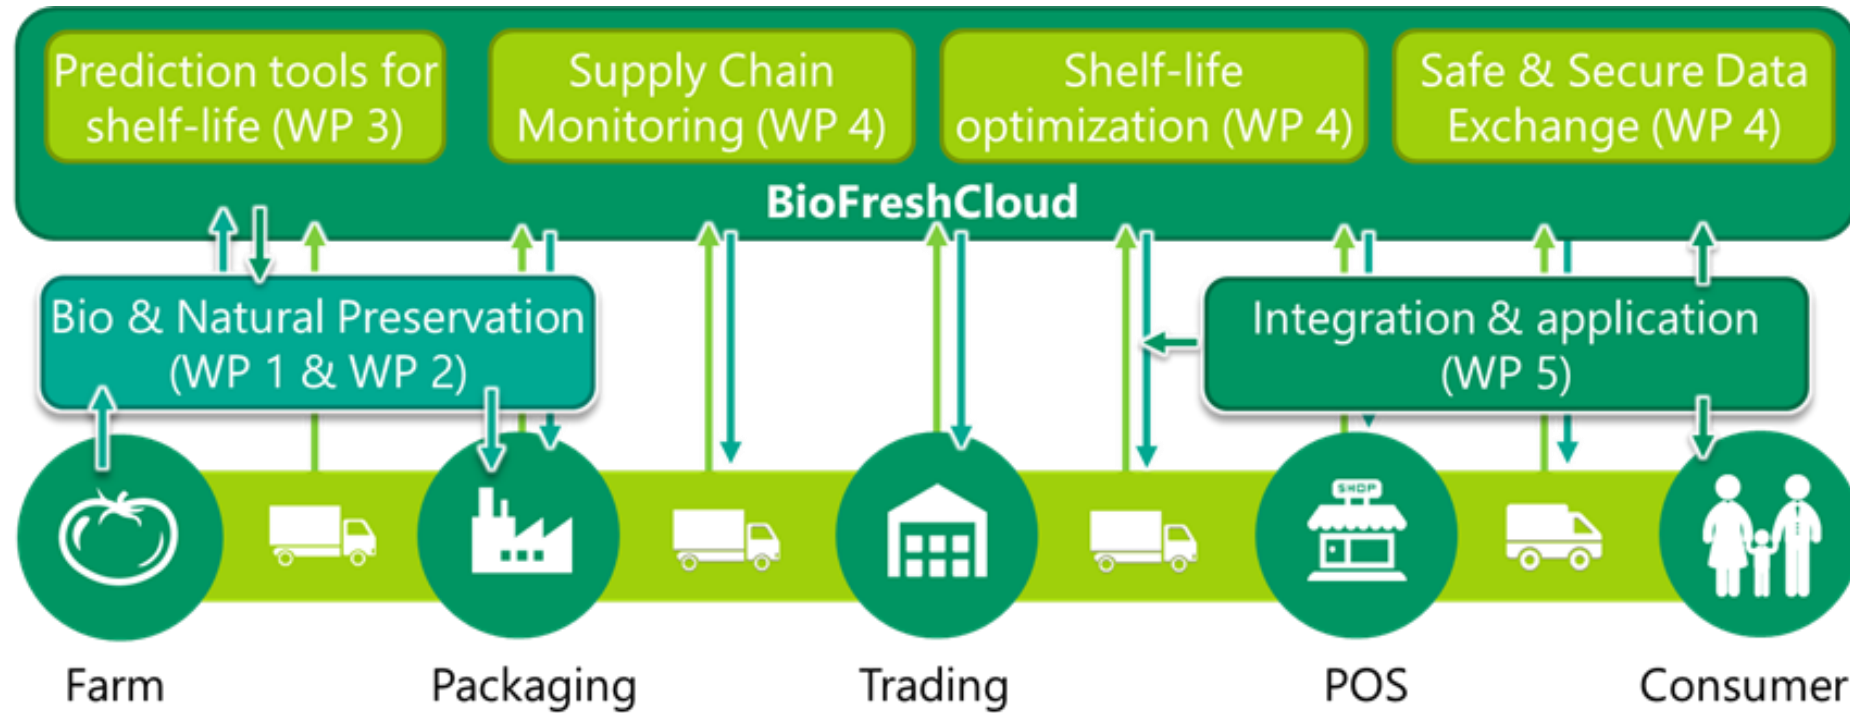 Prediction tools for
shelf-life (WP 3)
Supply Chain
Monitoring (WP 4)
Shelf-life
optimization (WP 4)
Safe & Secure Data
Exchange (WP 4)
BioFreshCloud
Bio & Natural Preservation
(WP 1 & WP 2)
Integration & application
(WP 5)
SHOP
Farm
Packaging
Trading
POS
Consumer